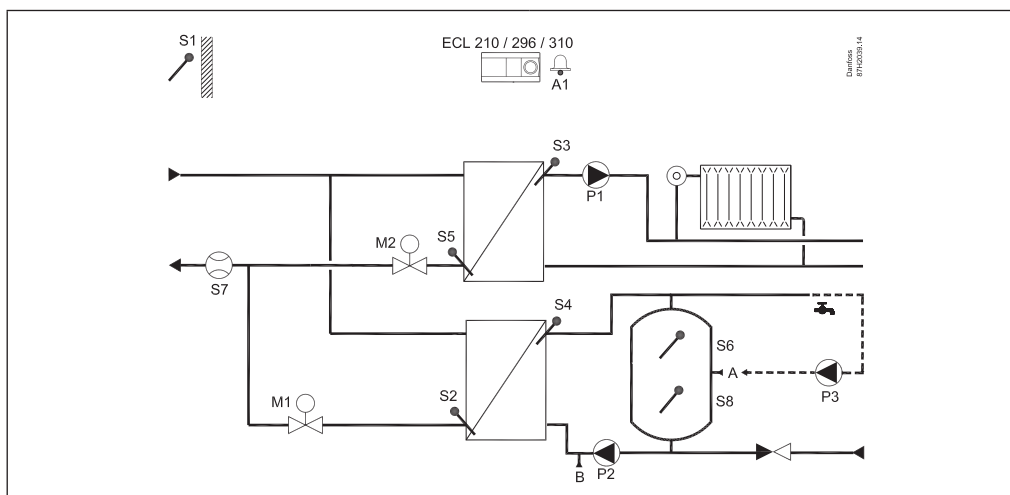 S1
ECL 210 / 296 / 310
A1
Danfoss
87H2039.14
S3
P1
M2
S5
S7
S4
S6
A
P3
S8
M1
S2
B
P2